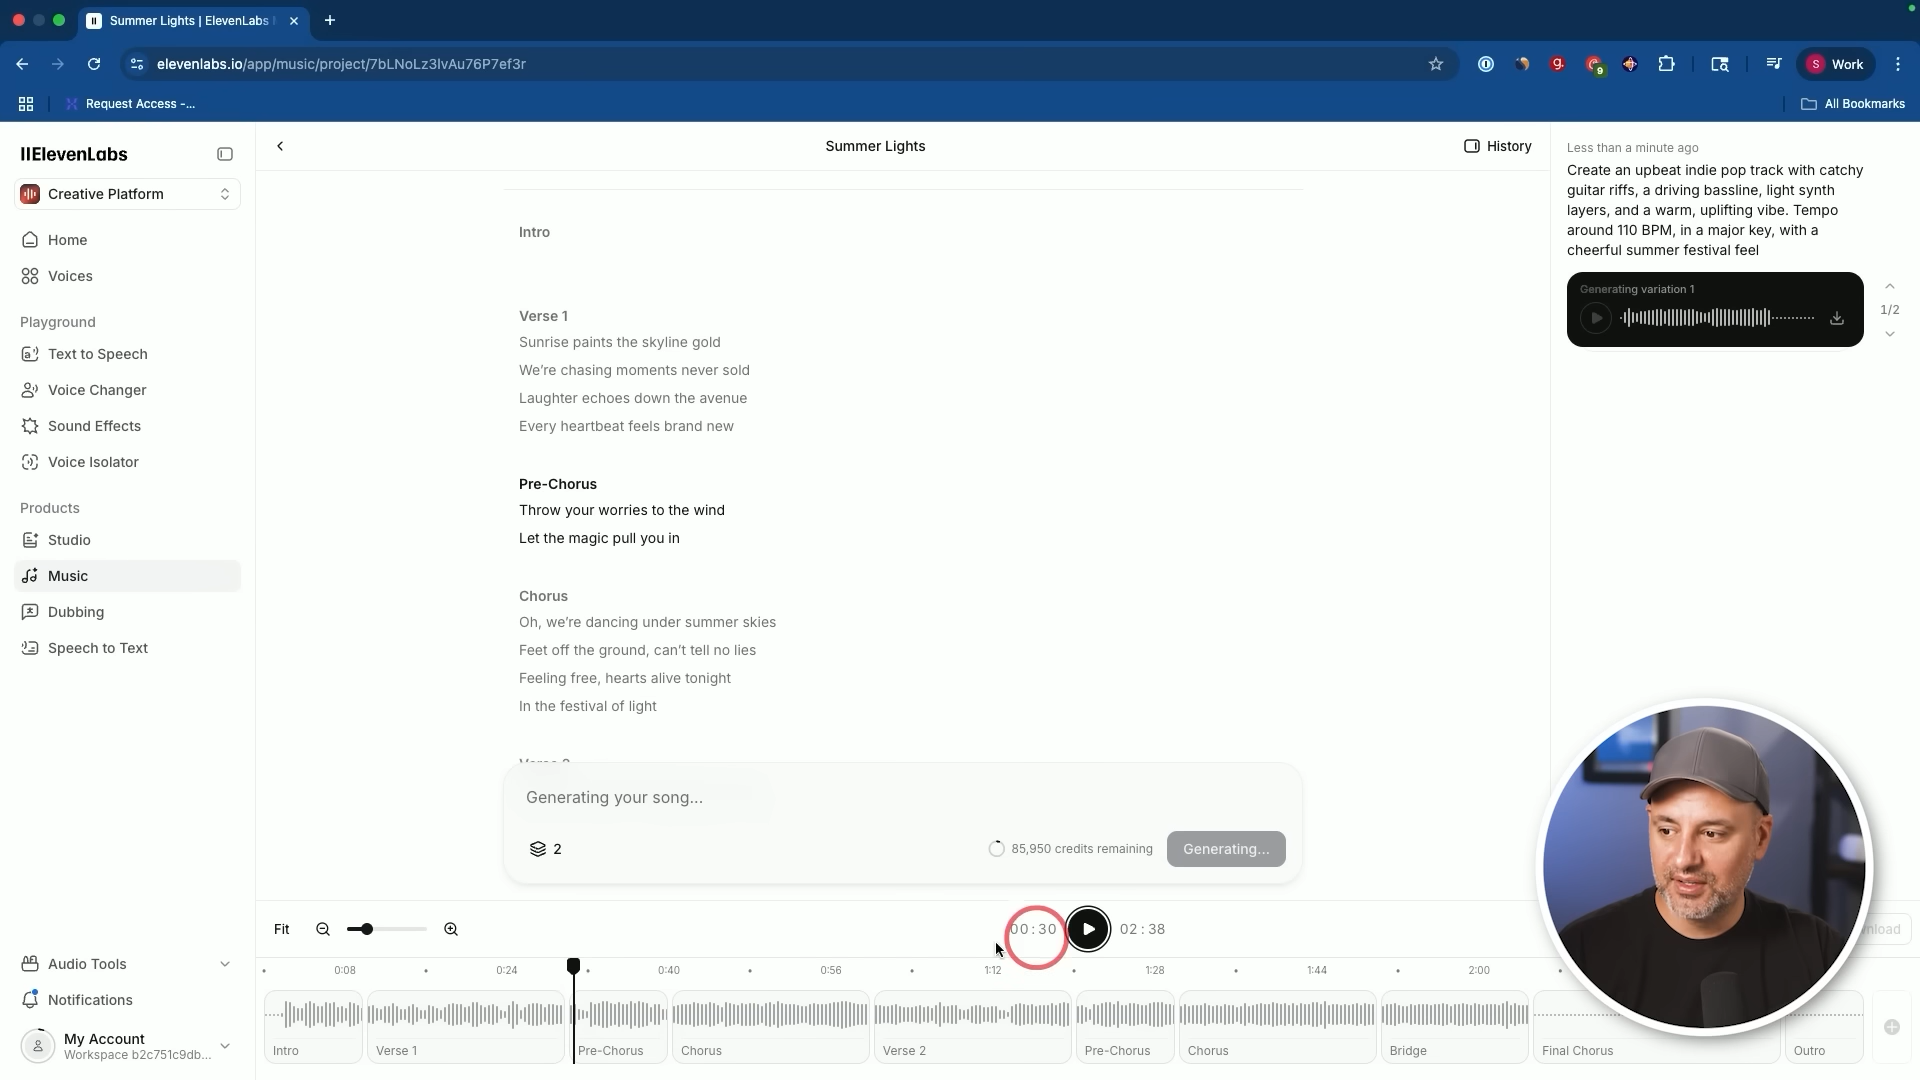 Summer Lights | ElevenLabs
elevenlabs.io/app/music/project/7bLNoLz3lvAu76P7ef3r
9
S Work
Request Access -...
All Bookmarks
IIElevenLabs
Creative Platform
Home
Voices
Playground
Text to Speech
Voice Changer
Sound Effects
Voice Isolator
Products
Studio
Music
Dubbing
Speech to Text
Audio Tools
Notifications
My Account
Workspace b2c751c9db...
Summer Lights
History
Intro
Verse 1
Sunrise paints the skyline gold
We're chasing moments never sold
Laughter echoes down the avenue
Every heartbeat feels brand new
Pre-Chorus
Throw your worries to the wind
Let the magic pull you in
Chorus
Oh, we're dancing under summer skies
Feet off the ground, can't tell no lies
Feeling free, hearts alive tonight
In the festival of light
Verse 2
Generating your song...
2
85,950 credits remaining
Generating...
Less than a minute ago
Create an upbeat indie pop track with catchy
guitar riffs, a driving bassline, light synth
layers, and a warm, uplifting vibe. Tempo
around 110 BPM, in a major key, with a
cheerful summer festival feel
Generating variation 1
1/2
Fit
00:30
02:38
0:08 0:24 0:40 0:56 1:12 1:28 1:44 2:00
Intro Verse 1 Pre-Chorus Chorus Verse 2 Pre-Chorus Chorus Bridge Final Chorus Outro